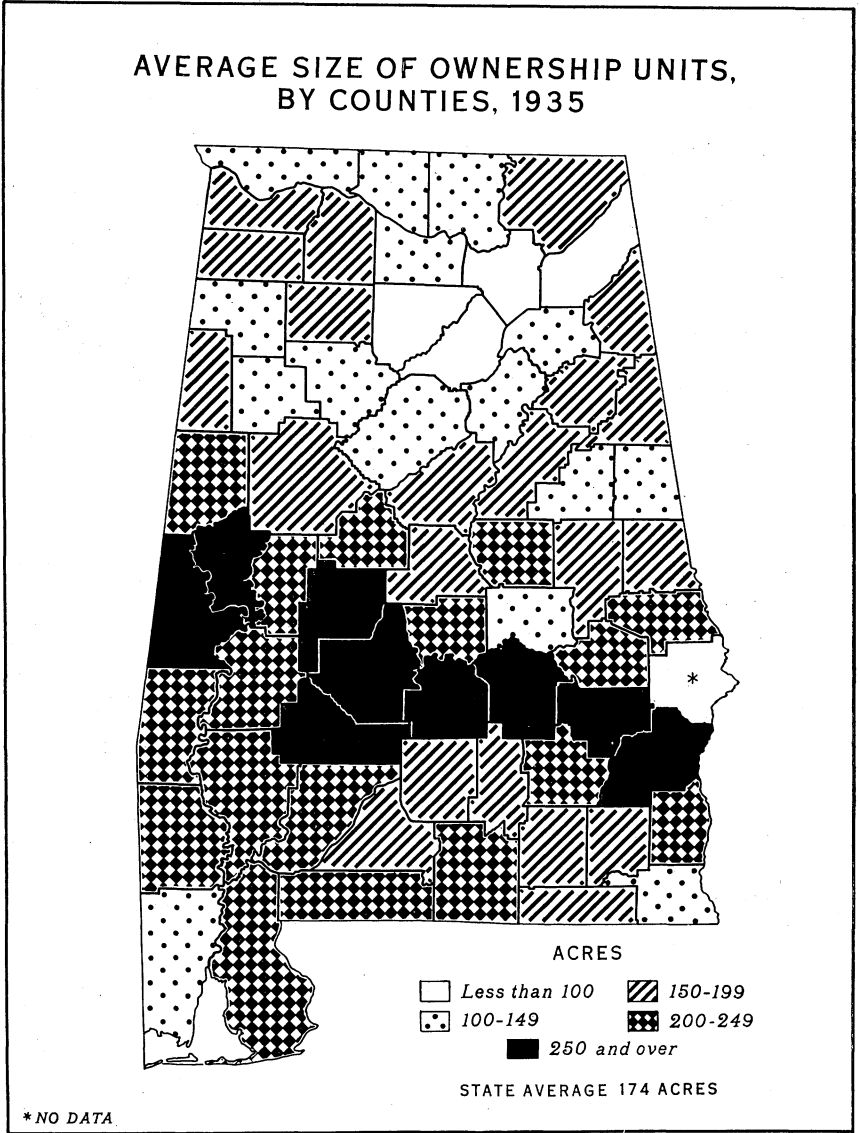 AVERAGE SIZE OF OWNERSHIP UNITS,
BY COUNTIES, 1935
*
ACRES
Less than 100
150-199
100-149
200-249
250 and over
STATE AVERAGE 174 ACRES
* NO DATA